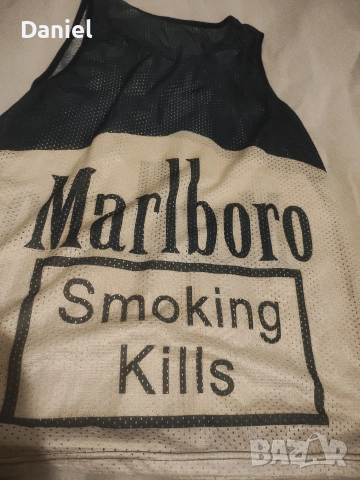 Daniel
Marlboro
Smoking
Kills
BAZAR